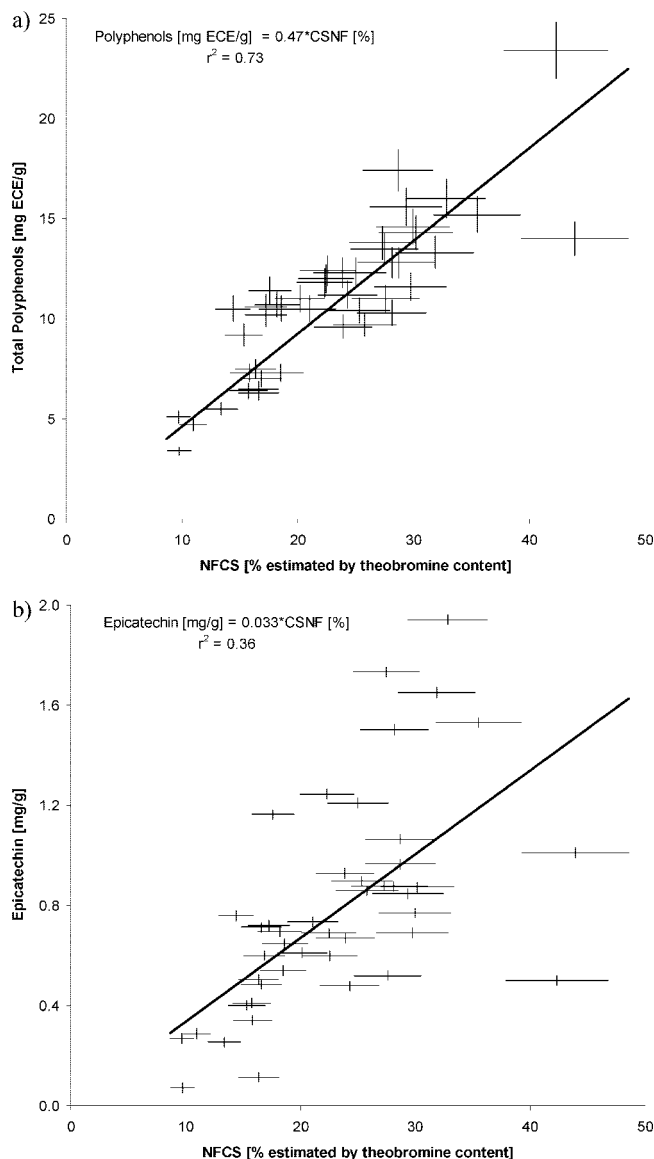 a)
Polyphenols [mg ECE/g] = 0.47*CSNF [%]
r² = 0.73
Total Polyphenols [mg ECE/g]
25
20
15
10
5
0
0 10 20 30 40 50
NFCS [% estimated by theobromine content]
b)
Epicatechin [mg/g] = 0.033*CSNF [%]
r² = 0.36
Epicatechin [mg/g]
2.0
1.6
1.2
0.8
0.4
0.0
0 10 20 30 40 50
NFCS [% estimated by theobromine content]